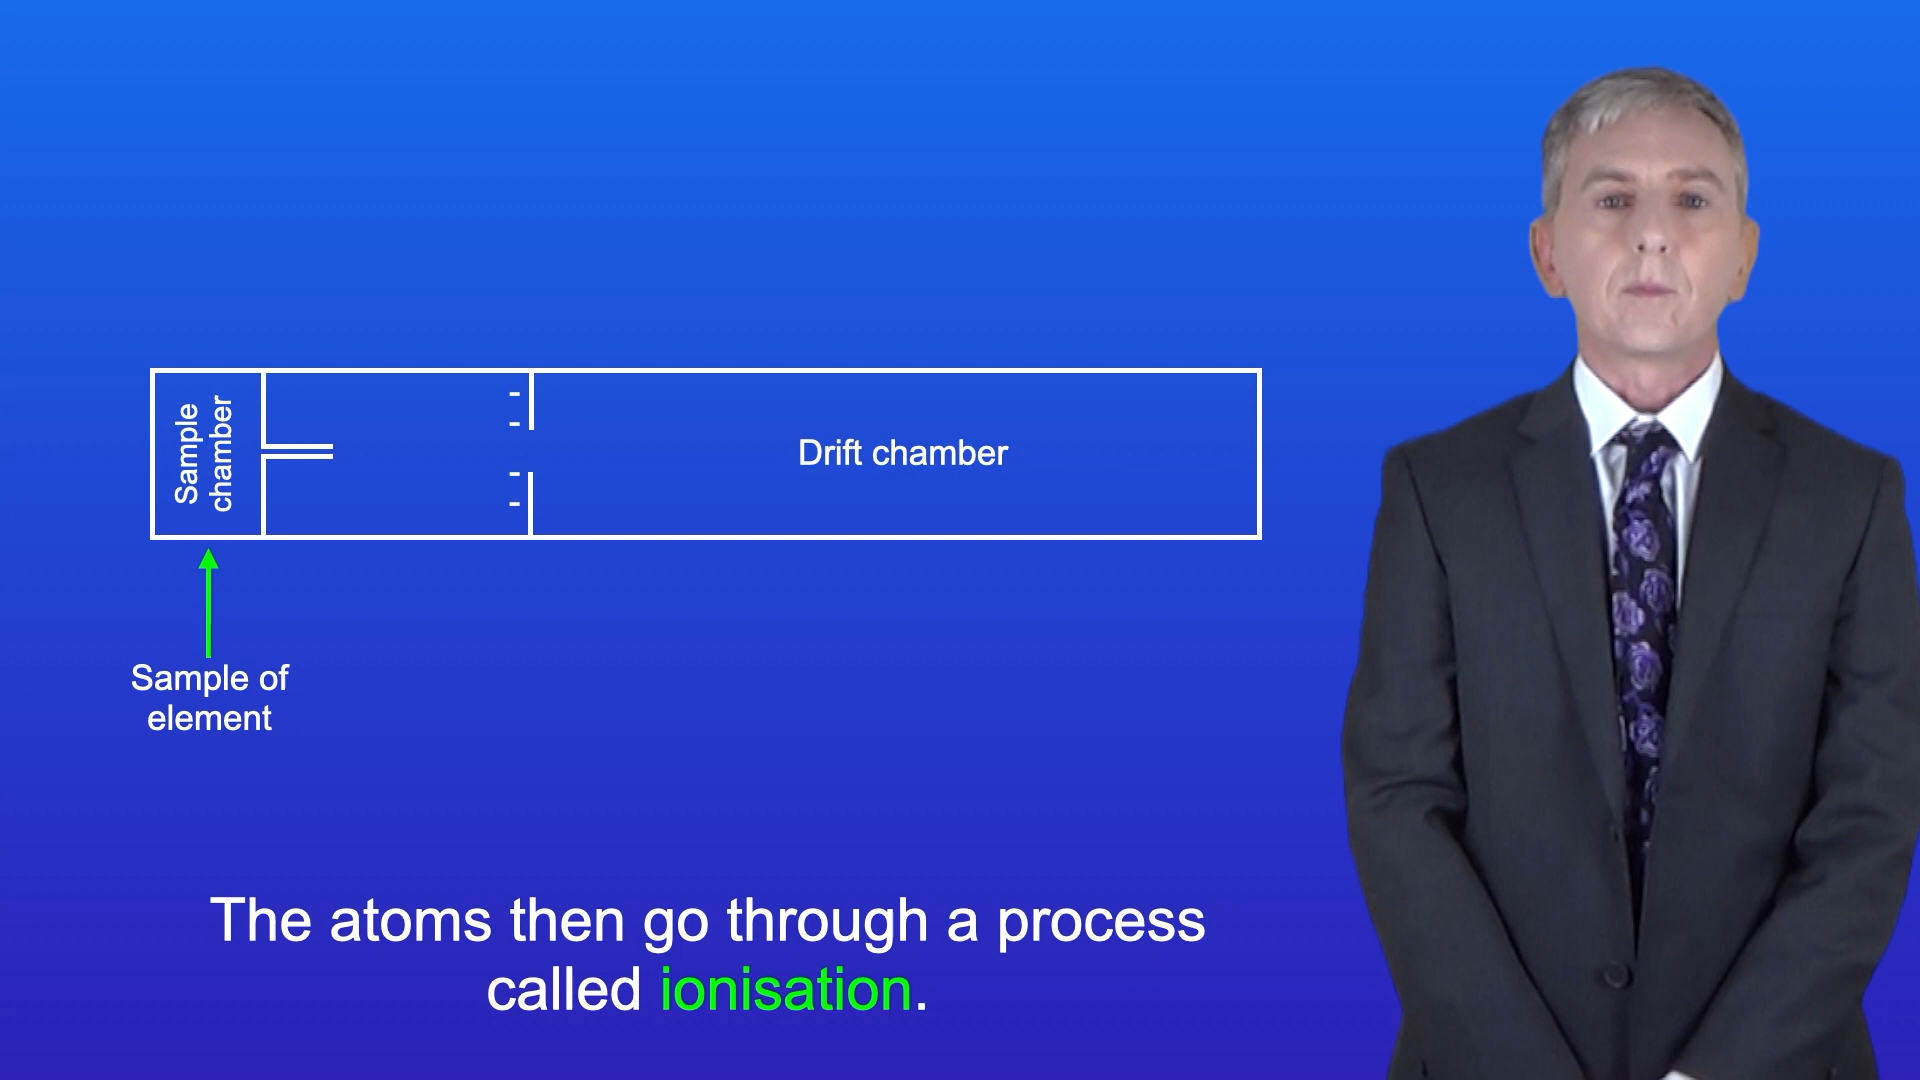 Sample
chamber
-
-
-
-
Drift chamber
Sample of
element
The atoms then go through a process
called ionisation.